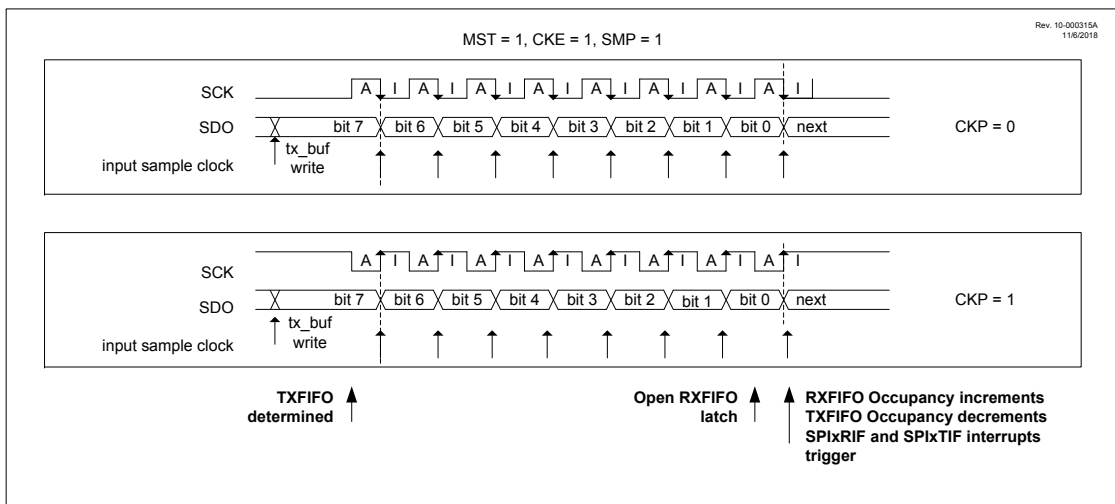 Rev. 10-000315A
11/6/2018
MST = 1, CKE = 1, SMP = 1
SCK A I A I A I A I A I A I A I A I
SDO bit 7 bit 6 bit 5 bit 4 bit 3 bit 2 bit 1 bit 0 next
CKP = 0
tx_buf
write
input sample clock
SCK A I A I A I A I A I A I A I A I
SDO bit 7 bit 6 bit 5 bit 4 bit 3 bit 2 bit 1 bit 0 next
CKP = 1
tx_buf
write
input sample clock
TXFIFO
determined
Open RXFIFO
latch
RXFIFO Occupancy increments
TXFIFO Occupancy decrements
SPIxRIF and SPIxTIF interrupts
trigger